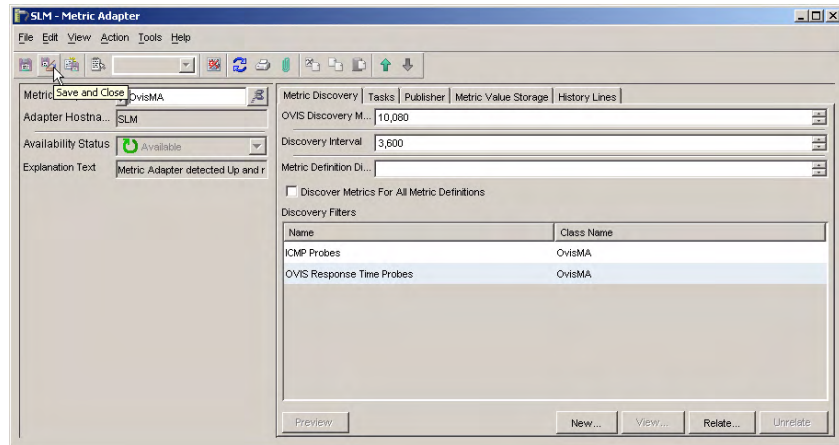 SLM - Metric Adapter
File Edit View Action Tools Help
Save and Close
Metric OvisMA
Adapter Hostna... SLM
Availability Status Available
Explanation Text Metric Adapter detected Up and r
Metric Discovery Tasks Publisher Metric Value Storage History Lines
OVIS Discovery M... 10,080
Discovery Interval 3,600
Metric Definition Di...
Discover Metrics For All Metric Definitions
Discovery Filters
Name Class Name
ICMP Probes OvisMA
OVIS Response Time Probes OvisMA
Preview New... View... Relate... Unrelate